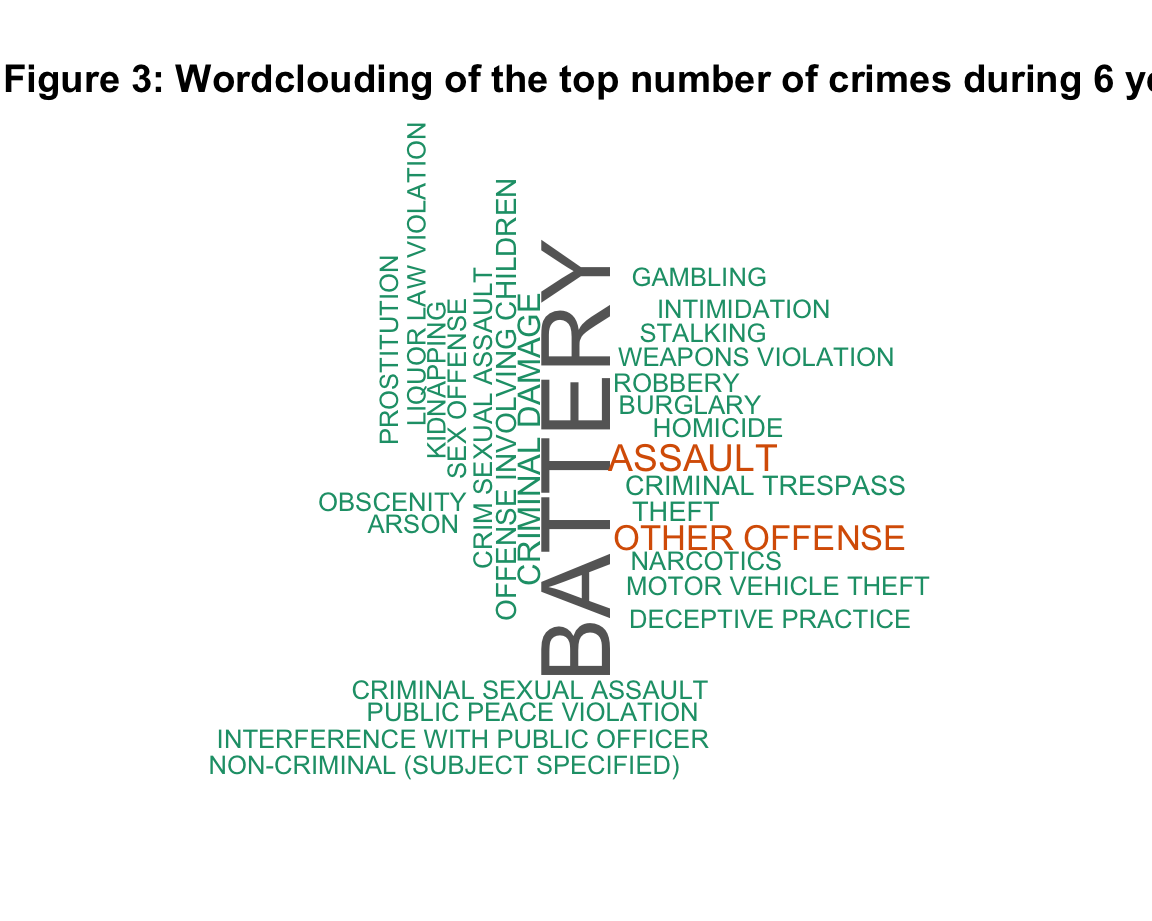 Figure 3: Wordclouding of the top number of crimes during 6 ye
PROSTITUTION
LIQUOR LAW VIOLATION
KIDNAPPING
SEX OFFENSE
CRIM SEXUAL ASSAULT
OFFENSE INVOLVING CHILDREN
CRIMINAL DAMAGE
BATTERY
GAMBLING
INTIMIDATION
STALKING
WEAPONS VIOLATION
ROBBERY
BURGLARY
HOMICIDE
ASSAULT
CRIMINAL TRESPASS
THEFT
OTHER OFFENSE
NARCOTICS
MOTOR VEHICLE THEFT
DECEPTIVE PRACTICE
OBSCENITY
ARSON
CRIMINAL SEXUAL ASSAULT
PUBLIC PEACE VIOLATION
INTERFERENCE WITH PUBLIC OFFICER
NON-CRIMINAL (SUBJECT SPECIFIED)